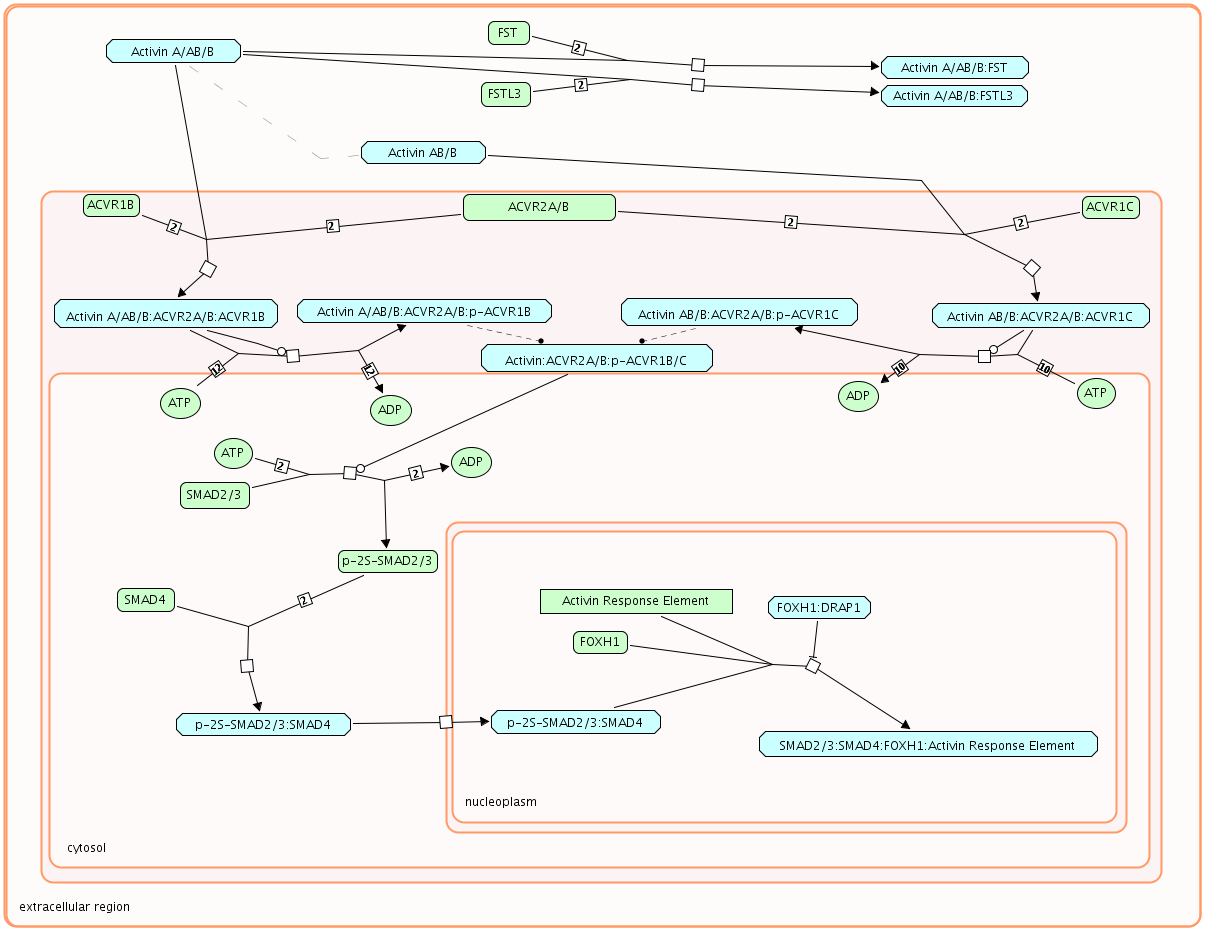 FST
2
Activin A/AB/B
Activin A/AB/B:FST
2
FSTL3
Activin A/AB/B:FSTL3
Activin AB/B
ACVR1B
ACVR2A/B
ACVR1C
2
2
2
2
Activin A/AB/B:ACVR2A/B:ACVR1B
Activin A/AB/B:ACVR2A/B:p-ACVR1B
Activin AB/B:ACVR2A/B:p-ACVR1C
Activin AB/B:ACVR2A/B:ACVR1C
Activin:ACVR2A/B:p-ACVR1B/C
12
12
10
10
ATP
ADP
ADP
ATP
ATP
2
2
ADP
SMAD2/3
p-2S-SMAD2/3
SMAD4
2
Activin Response Element
FOXH1:DRAP1
FOXH1
p-2S-SMAD2/3:SMAD4
p-2S-SMAD2/3:SMAD4
SMAD2/3:SMAD4:FOXH1:Activin Response Element
nucleoplasm
cytosol
extracellular region